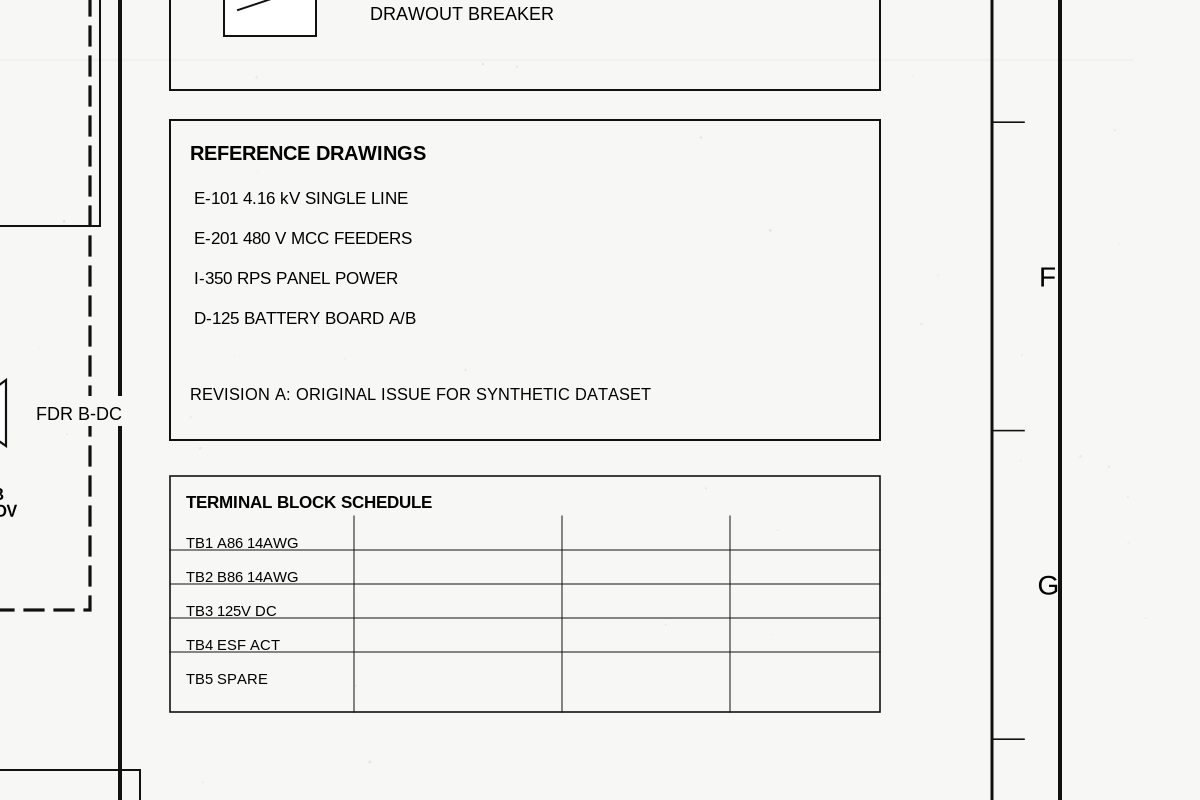 DRAWOUT BREAKER
REFERENCE DRAWINGS
E-101 4.16 kV SINGLE LINE
E-201 480 V MCC FEEDERS
I-350 RPS PANEL POWER
D-125 BATTERY BOARD A/B
REVISION A: ORIGINAL ISSUE FOR SYNTHETIC DATASET
FDR B-DC
TERMINAL BLOCK SCHEDULE
TB1 A86 14AWG
TB2 B86 14AWG
TB3 125V DC
TB4 ESF ACT
TB5 SPARE
F
G